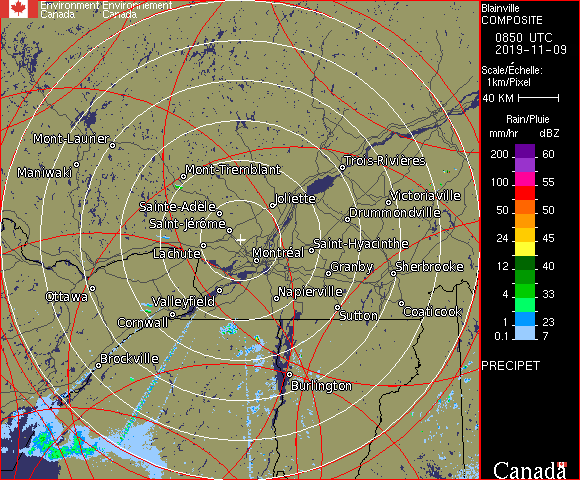 Environment Environnement
Canada Canada
Blainville
COMPOSITE
0850 UTC
2019-11-09
Scale/Échelle:
1km/Pixel
40 KM
Rain/Pluie
mm/hr dBZ
200 60
100 55
50 50
24 45
12 40
4 33
1 23
0.1 7
PRECIPET
Canada
Mont-Laurier
Maniwaki
Mont-Tremblant
Trois-Rivières
Joliette
Victoriaville
Sainte-Adèle
Drummondville
Saint-Jérôme
Saint-Hyacinthe
Lachute
Montréal
Granby
Sherbrooke
Ottawa
Valleyfield
Napierville
Coaticook
Cornwall
Sutton
Brockville
Burlington